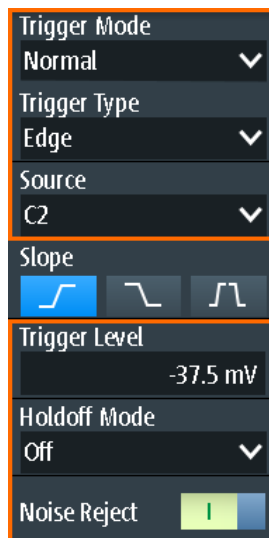 Trigger Mode
Normal
Trigger Type
Edge
Source
C2
Slope
Trigger Level
-37.5 mV
Holdoff Mode
Off
Noise Reject
I